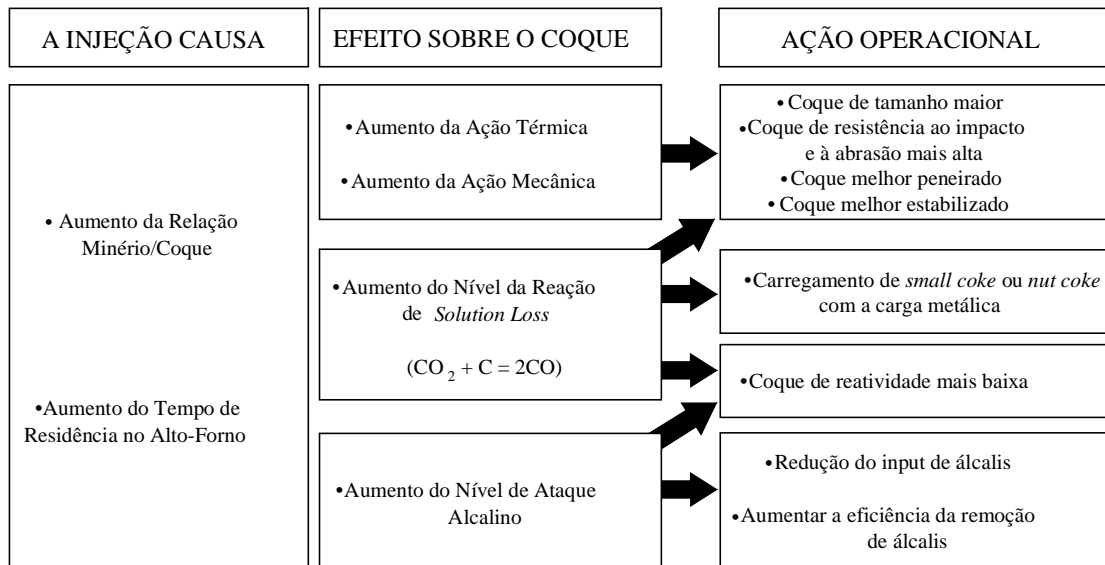 A INJEÇÃO CAUSA
EFEITO SOBRE O COQUE
AÇÃO OPERACIONAL
• Aumento da Relação
Minério/Coque
•Aumento do Tempo de
Residência no Alto-Forno
•Aumento da Ação Térmica
•Aumento da Ação Mecânica
•Aumento do Nível da Reação
de Solution Loss
(CO2 + C = 2CO)
•Aumento do Nível de Ataque
Alcalino
•Coque de tamanho maior
•Coque de resistência ao impacto
e à abrasão mais alta
•Coque melhor peneirado
•Coque melhor estabilizado
•Carregamento de small coke ou nut coke
com a carga metálica
•Coque de reatividade mais baixa
•Redução do input de álcalis
•Aumentar a eficiência da remoção
de álcalis